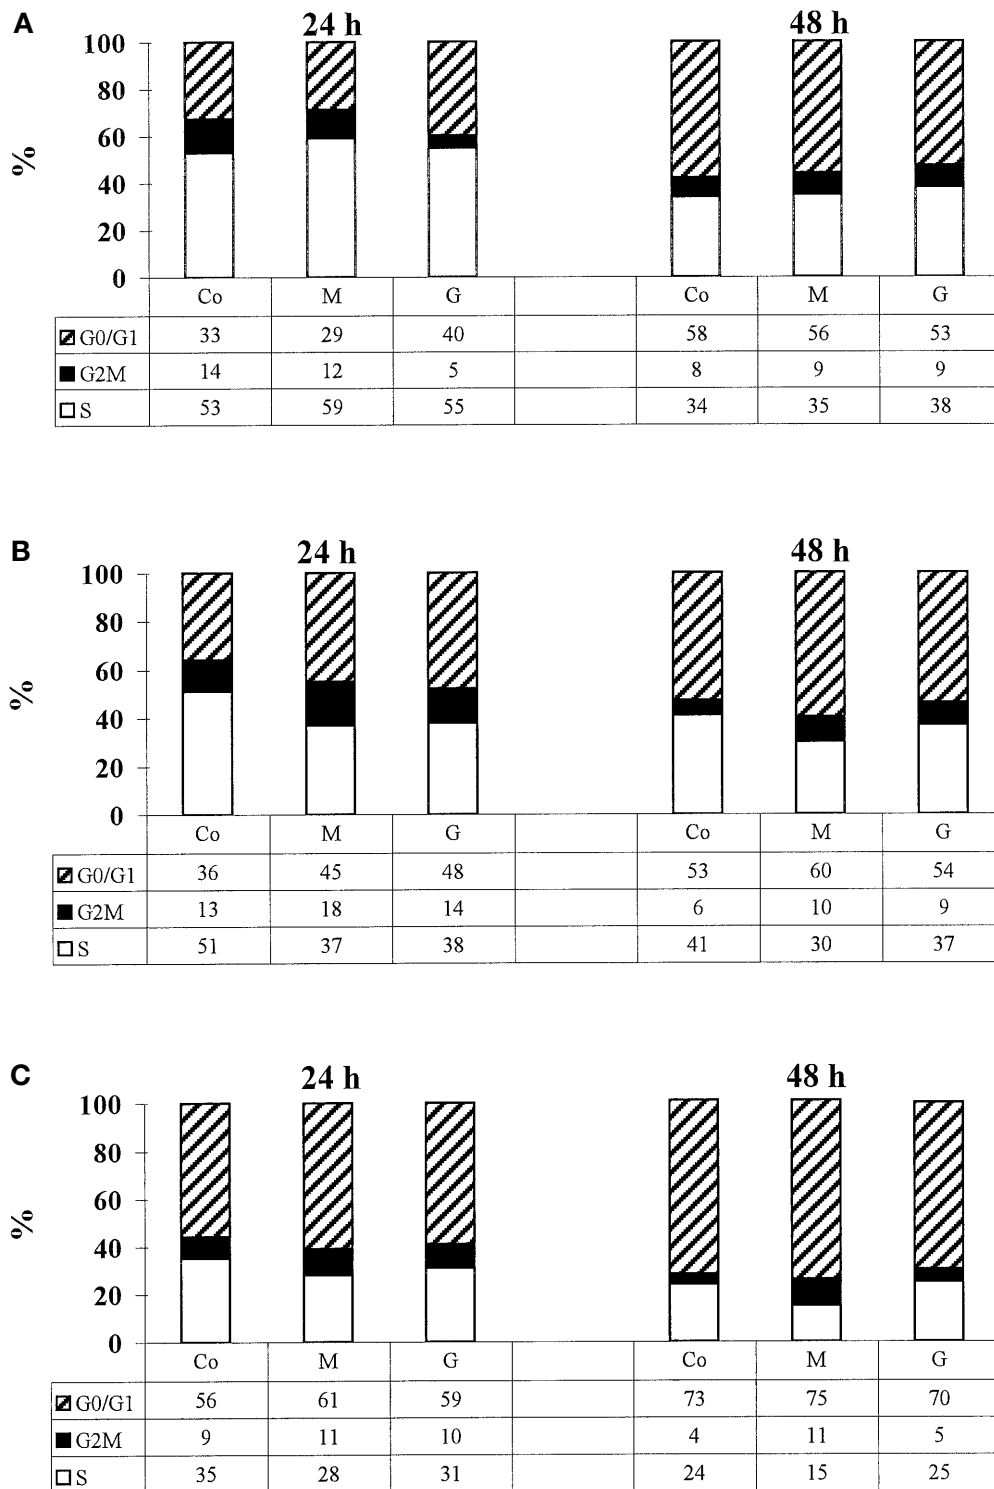 A
24 h 48 h
100
80
60
40
20
0
%
Co M G Co M G
G0/G1 33 29 40 58 56 53
G2M 14 12 5 8 9 9
S 53 59 55 34 35 38
B
24 h 48 h
100
80
60
40
20
0
%
Co M G Co M G
G0/G1 36 45 48 53 60 54
G2M 13 18 14 6 10 9
S 51 37 38 41 30 37
C
24 h 48 h
100
80
60
40
20
0
%
Co M G Co M G
G0/G1 56 61 59 73 75 70
G2M 9 11 10 4 11 5
S 35 28 31 24 15 25